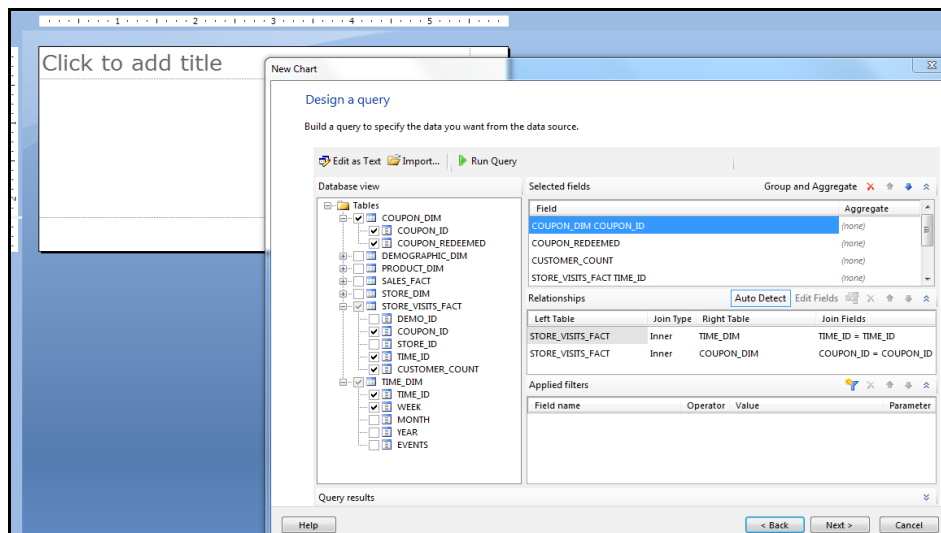 1 2 3 4 5
Click to add title
New Chart
Design a query
Build a query to specify the data you want from the data source.
Edit as Text Import... Run Query
Database view
Tables
COUPON_DIM
COUPON_ID
COUPON_REDEEMED
DEMOGRAPHIC_DIM
PRODUCT_DIM
SALES_FACT
STORE_DIM
STORE_VISITS_FACT
DEMO_ID
COUPON_ID
STORE_ID
TIME_ID
CUSTOMER_COUNT
TIME_DIM
TIME_ID
WEEK
MONTH
YEAR
EVENTS
Selected fields Group and Aggregate
Field Aggregate
COUPON_DIM COUPON_ID (none)
COUPON_REDEEMED (none)
CUSTOMER_COUNT (none)
STORE_VISITS_FACT TIME_ID (none)
Relationships Auto Detect Edit Fields
Left Table Join Type Right Table Join Fields
STORE_VISITS_FACT Inner TIME_DIM TIME_ID = TIME_ID
STORE_VISITS_FACT Inner COUPON_DIM COUPON_ID = COUPON_ID
Applied filters
Field name Operator Value Parameter
Query results
Help < Back Next > Cancel